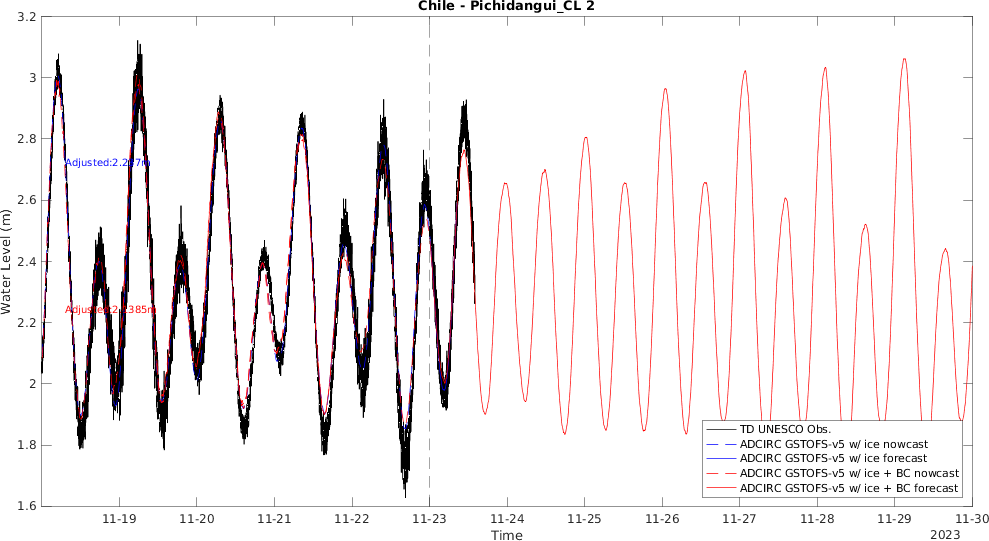 Chile - Pichidangui_CL 2
3.2
3
2.8
2.6
2.4
2.2
2
1.8
1.6
Water Level (m)
Adjusted:
TD UNESCO Obs.
ADCIRC GSTOFS-v5 w/ ice nowcast
ADCIRC GSTOFS-v5 w/ ice forecast
ADCIRC GSTOFS-v5 w/ ice + BC nowcast
ADCIRC GSTOFS-v5 w/ ice + BC forecast
11-19 11-20 11-21 11-22 11-23 11-24 11-25 11-26 11-27 11-28 11-29 11-30
Time
2023